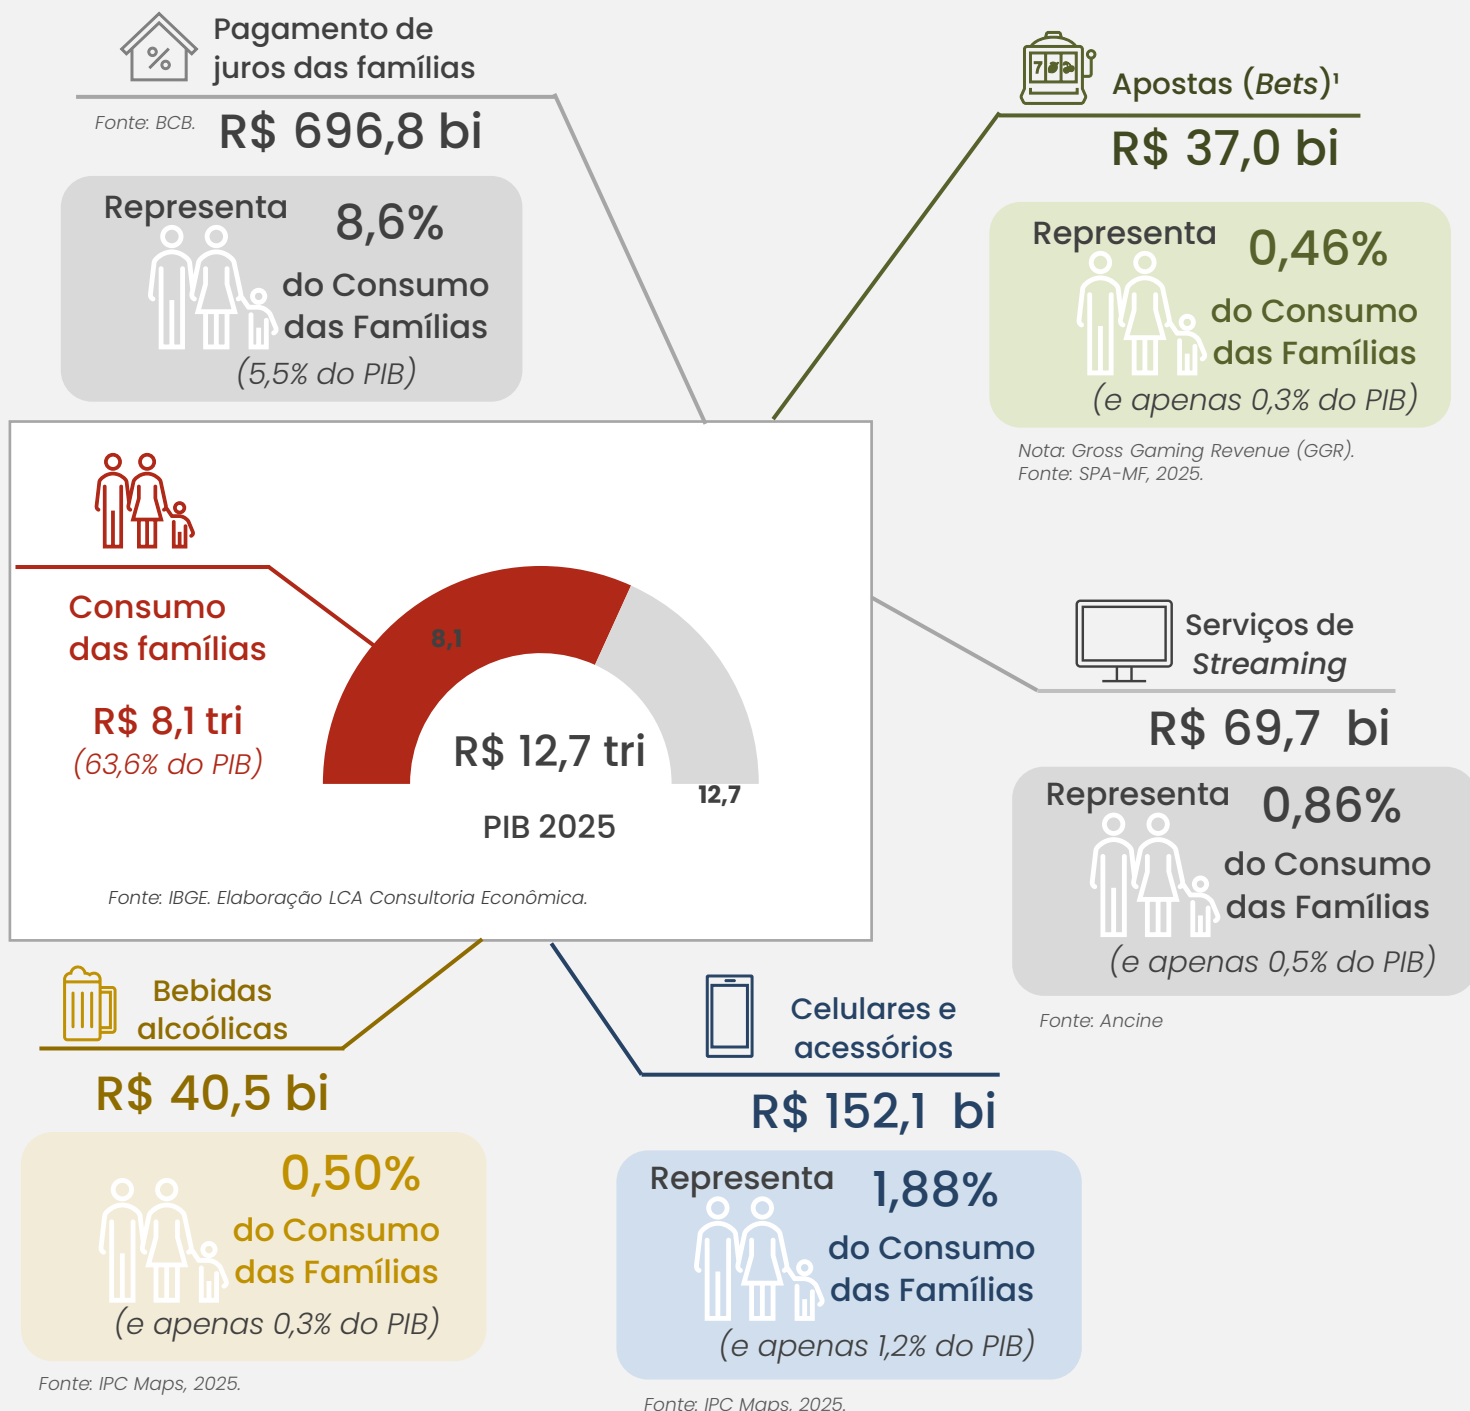 Pagamento de
juros das famílias
Fonte: BCB.
R$ 696,8 bi
Representa
8,6%
do Consumo
das Famílias
(5,5% do PIB)
Apostas (Bets)¹
R$ 37,0 bi
Representa
0,46%
do Consumo
das Famílias
(e apenas 0,3% do PIB)
Nota: Gross Gaming Revenue (GGR).
Fonte: SPA-MF, 2025.
Consumo
das famílias
R$ 8,1 tri
(63,6% do PIB)
8,1
R$ 12,7 tri
12,7
PIB 2025
Fonte: IBGE. Elaboração LCA Consultoria Econômica.
Serviços de
Streaming
R$ 69,7 bi
Representa
0,86%
do Consumo
das Famílias
(e apenas 0,5% do PIB)
Fonte: Ancine
Bebidas
alcoólicas
R$ 40,5 bi
0,50%
do Consumo
das Famílias
(e apenas 0,3% do PIB)
Fonte: IPC Maps, 2025.
Celulares e
acessórios
R$ 152,1 bi
Representa
1,88%
do Consumo
das Famílias
(e apenas 1,2% do PIB)
Fonte: IPC Maps, 2025.